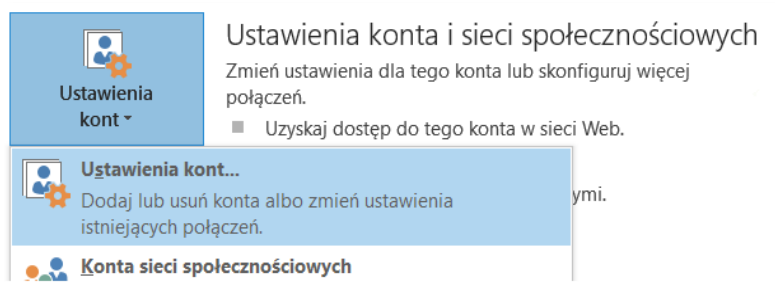 Ustawienia konta i sieci społecznościowych
Zmień ustawienia dla tego konta lub skonfiguruj więcej
połączeń.
Ustawienia
kont
Uzyskaj dostęp do tego konta w sieci Web.
Ustawienia kont...
Dodaj lub usuń konta albo zmień ustawienia
istniejących połączeń.
ymi.
Konta sieci społecznościowych